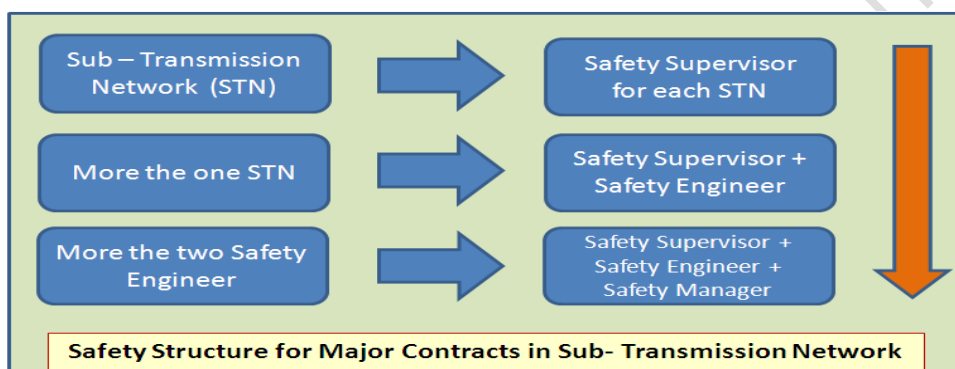 Sub – Transmission
Network (STN)
Safety Supervisor
for each STN
More the one STN
Safety Supervisor +
Safety Engineer
More the two Safety
Engineer
Safety Supervisor +
Safety Engineer +
Safety Manager
Safety Structure for Major Contracts in Sub- Transmission Network